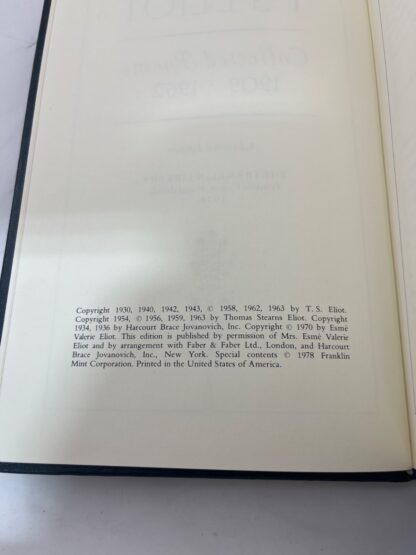 Copyright 1930, 1940, 1942, 1943, © 1958, 1962, 1963 by T. S. Eliot.
Copyright 1954, © 1956, 1959, 1963 by Thomas Stearns Eliot. Copyright
1934, 1936 by Harcourt Brace Jovanovich, Inc. Copyright © 1970 by Esmé
Valerie Eliot. This edition is published by permission of Mrs. Esmé Valerie
Eliot and by arrangement with Faber & Faber Ltd., London, and Harcourt
Brace Jovanovich, Inc., New York. Special contents © 1978 Franklin
Mint Corporation. Printed in the United States of America.